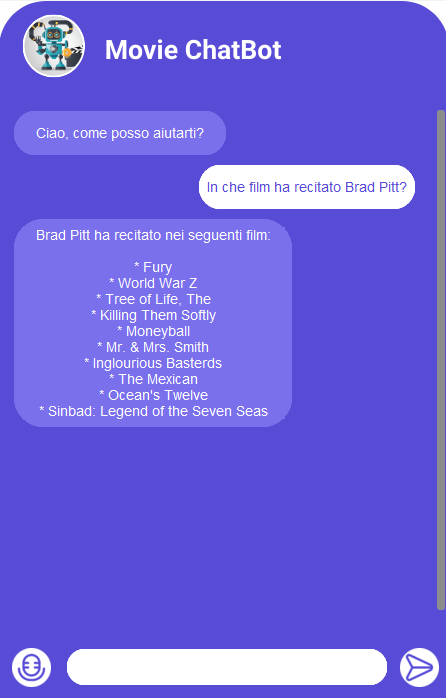 Movie ChatBot
Ciao, come posso aiutarti?
In che film ha recitato Brad Pitt?
Brad Pitt ha recitato nei seguenti film:
* Fury
* World War Z
* Tree of Life, The
* Killing Them Softly
* Moneyball
* Mr. & Mrs. Smith
* Inglourious Basterds
* The Mexican
* Ocean's Twelve
* Sinbad: Legend of the Seven Seas